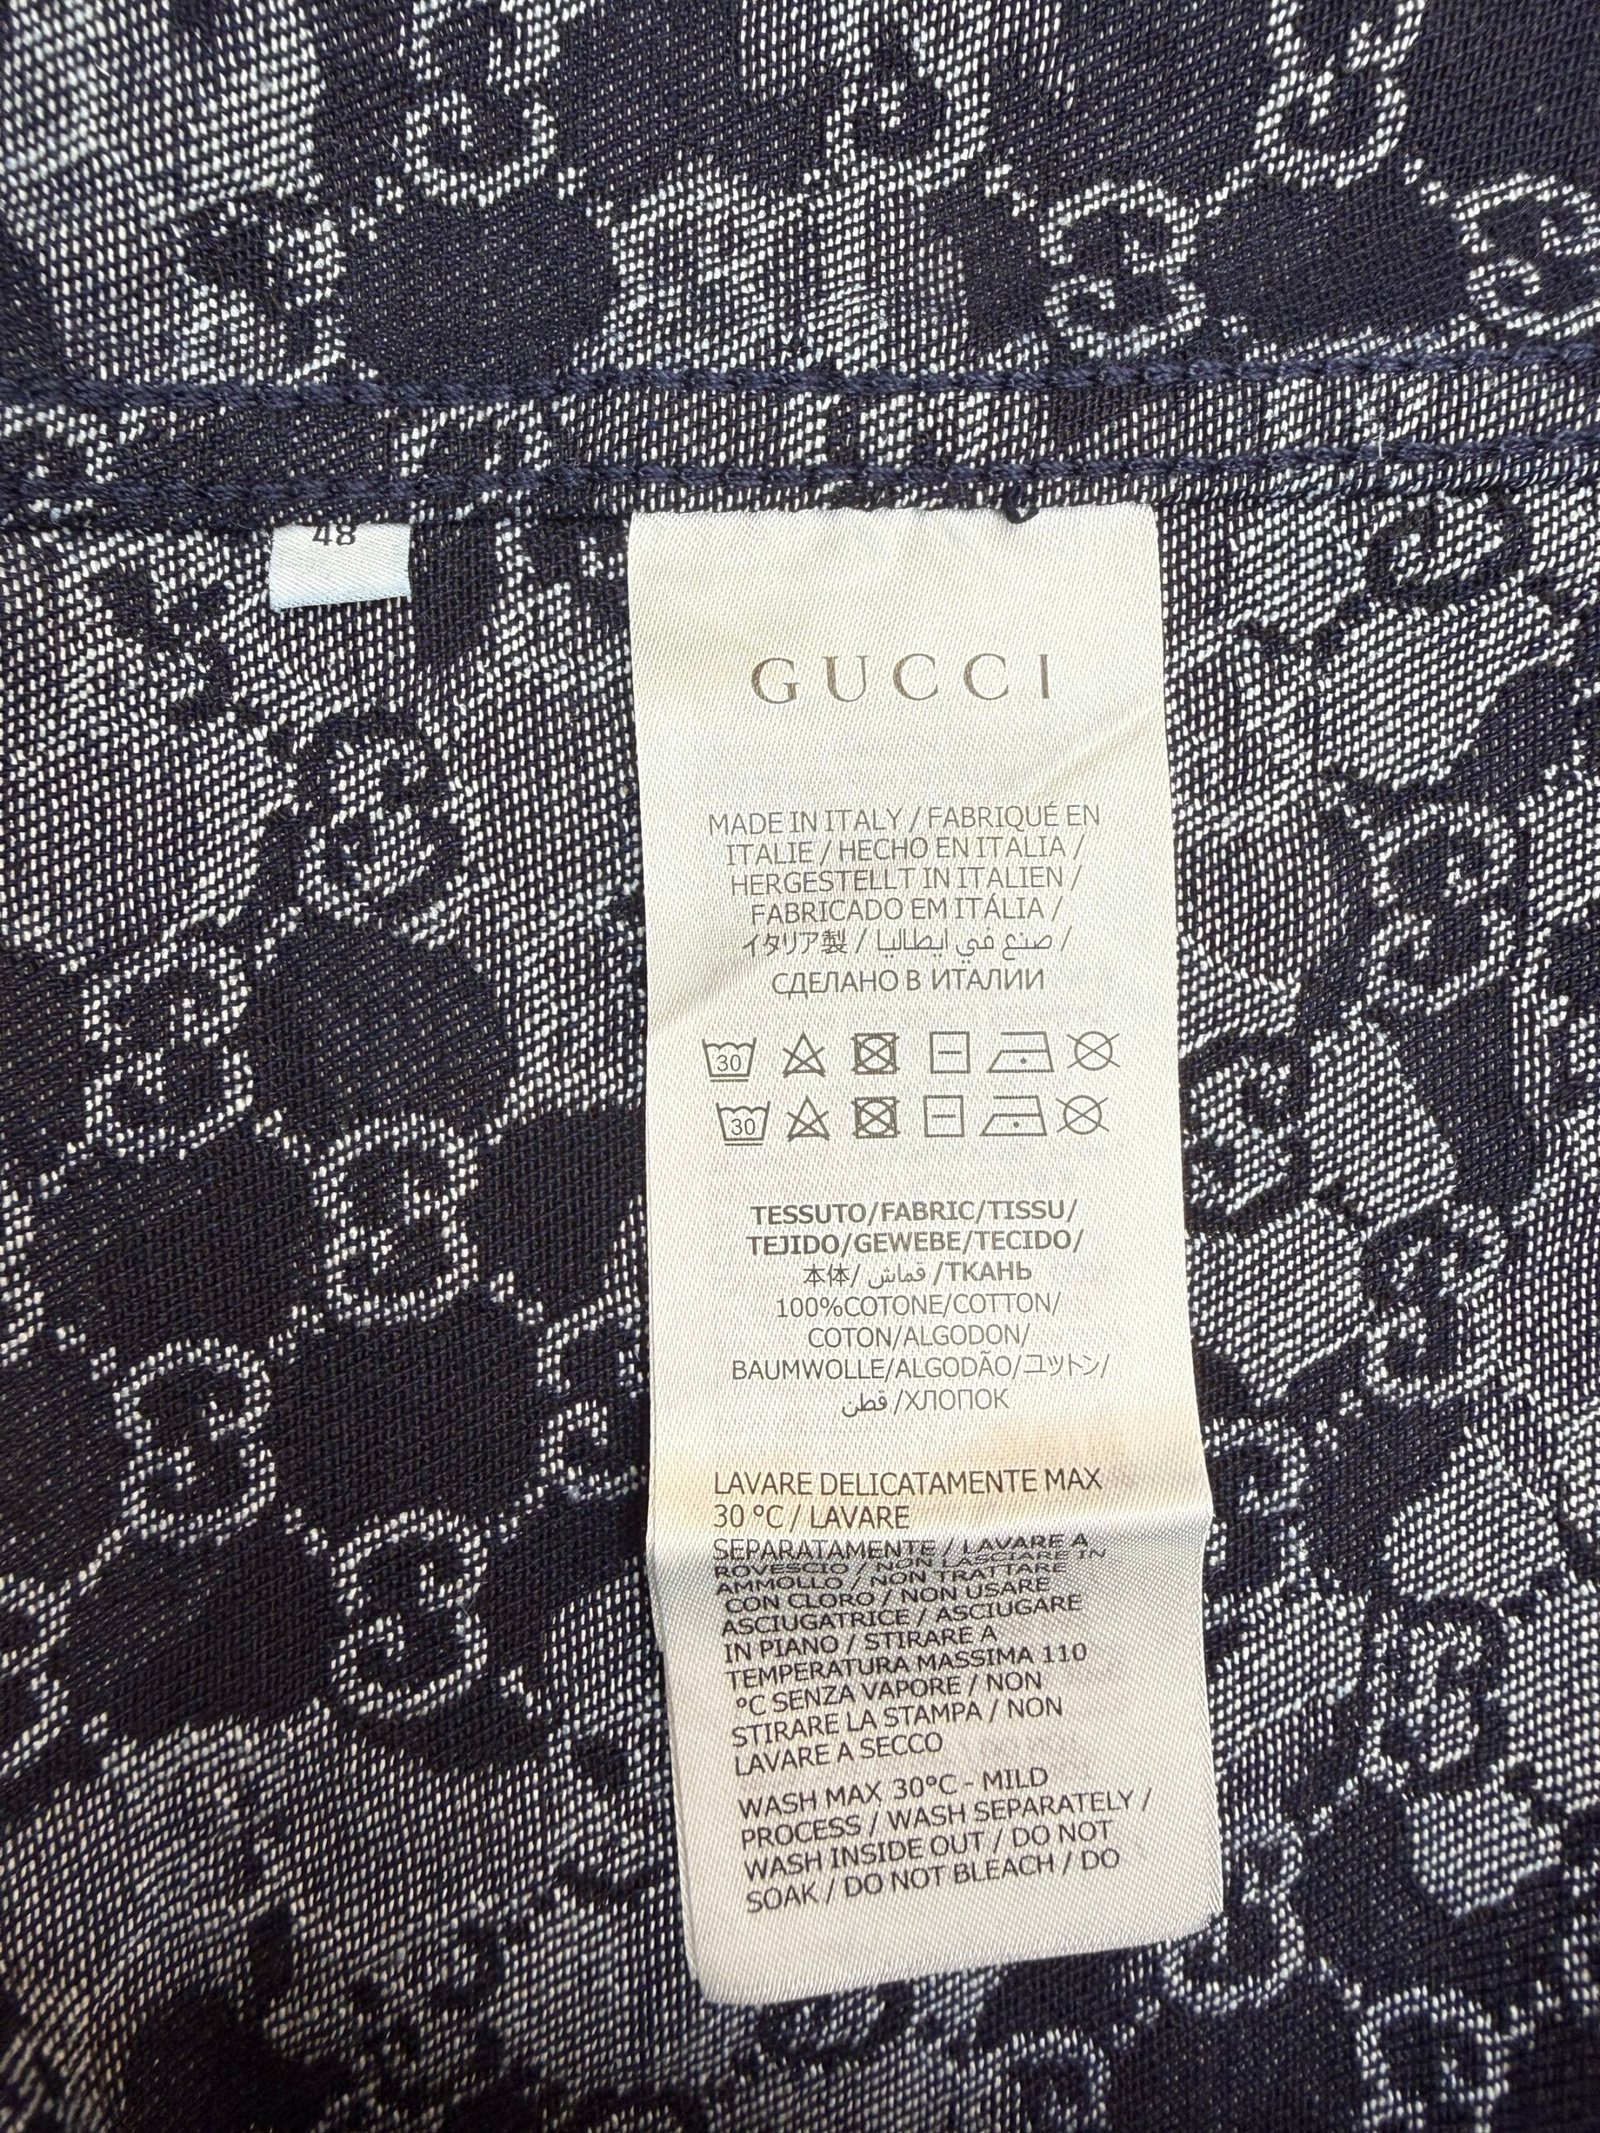 48
GUCCI
MADE IN ITALY / FABRIQUÉ EN
ITALIE / HECHO EN ITALIA /
HERGESTELLT IN ITALIEN /
FABRICADO EM ITÁLIA /
イタリア製 / صنع في ايطاليا /
СДЕЛАНО В ИТАЛИИ
30
30
TESSUTO/FABRIC/TISSU/
TEJIDO/GEWEBE/TECIDO/
本体/ قماش /ТКАНЬ
100%COTONE/COTTON/
COTON/ALGODON/
BAUMWOLLE/ALGODÃO/コットン/
قطن /ХЛОПОК
LAVARE DELICATAMENTE MAX
30 °C / LAVARE
SEPARATAMENTE / LAVARE A
ROVESCIO / NON LASCIARE IN
AMMOLLO / NON TRATTARE
CON CLORO / NON USARE
ASCIUGATRICE / ASCIUGARE
IN PIANO / STIRARE A
TEMPERATURA MASSIMA 110
°C SENZA VAPORE / NON
STIRARE LA STAMPA / NON
LAVARE A SECCO
WASH MAX 30°C - MILD
PROCESS / WASH SEPARATELY /
WASH INSIDE OUT / DO NOT
SOAK / DO NOT BLEACH / DO